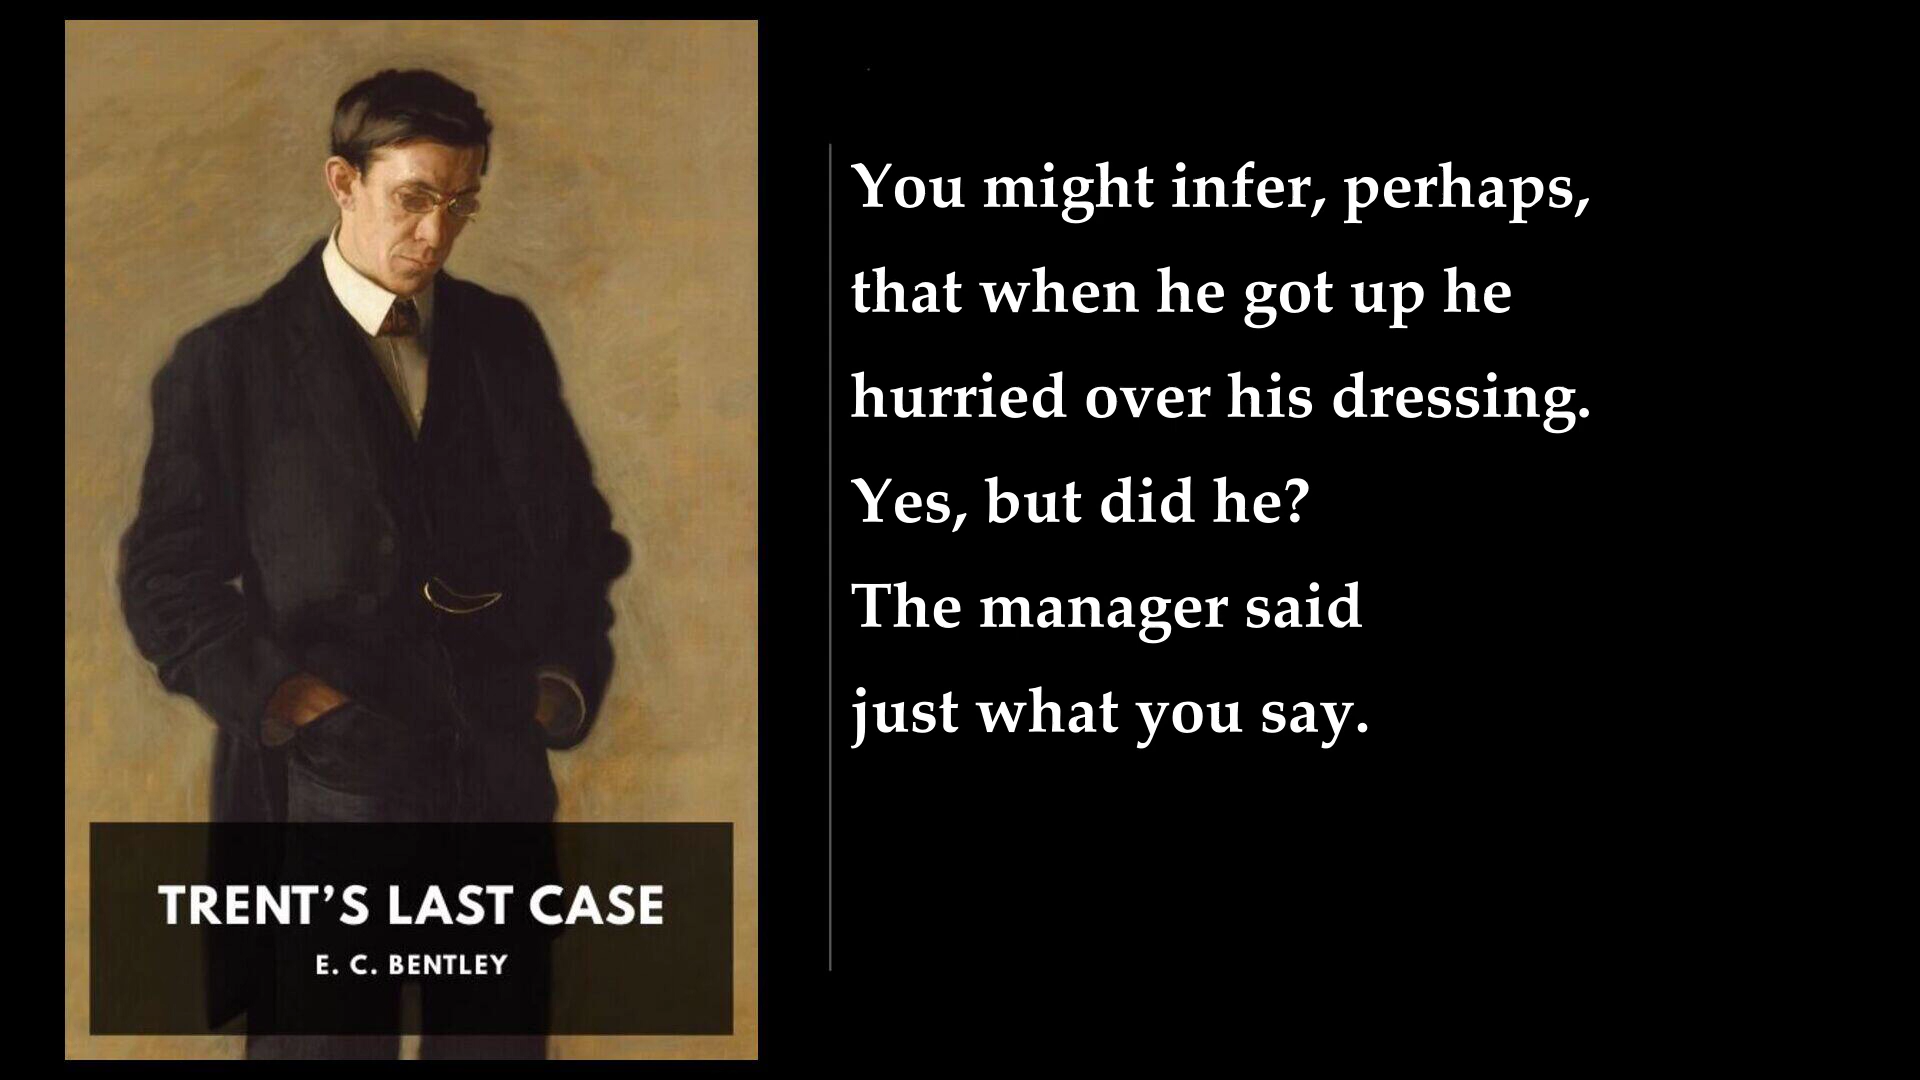 You might infer, perhaps,
that when he got up he
hurried over his dressing.
Yes, but did he?
The manager said
just what you say.
TRENT’S LAST CASE
E. C. BENTLEY